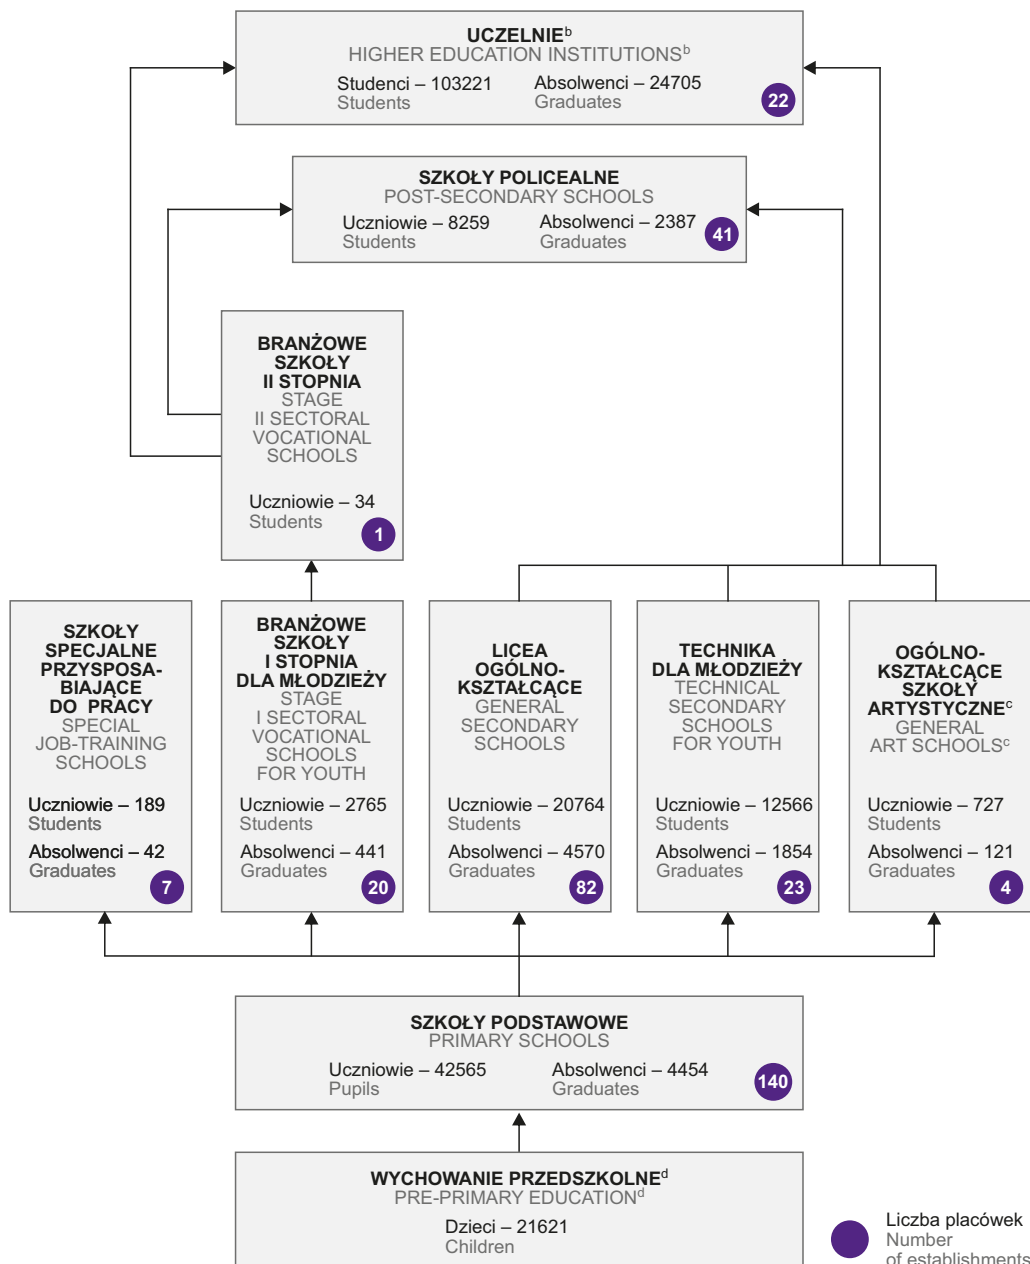 UCZELNIEᵇ
HIGHER EDUCATION INSTITUTIONSᵇ
Studenci – 103221
Students
Absolwenci – 24705
Graduates
22
SZKOŁY POLICEALNE
POST-SECONDARY SCHOOLS
Uczniowie – 8259
Students
Absolwenci – 2387
Graduates
41
BRANŻOWE
SZKOŁY
II STOPNIA
STAGE
II SECTORAL
VOCATIONAL
SCHOOLS
Uczniowie – 34
Students
1
SZKOŁY
SPECJALNE
PRZYSPOSA-
BIAJĄCE
DO PRACY
SPECIAL
JOB-TRAINING
SCHOOLS
Uczniowie – 189
Students
Absolwenci – 42
Graduates
7
BRANŻOWE
SZKOŁY
I STOPNIA
DLA MŁODZIEŻY
STAGE
I SECTORAL
VOCATIONAL
SCHOOLS
FOR YOUTH
Uczniowie – 2765
Students
Absolwenci – 441
Graduates
20
LICEA
OGÓLNO-
KSZTAŁCĄCE
GENERAL
SECONDARY
SCHOOLS
Uczniowie – 20764
Students
Absolwenci – 4570
Graduates
82
TECHNIKA
DLA MŁODZIEŻY
TECHNICAL
SECONDARY
SCHOOLS
FOR YOUTH
Uczniowie – 12566
Students
Absolwenci – 1854
Graduates
23
OGÓLNO-
KSZTAŁCĄCE
SZKOŁY
ARTYSTYCZNEᶜ
GENERAL
ART SCHOOLSᶜ
Uczniowie – 727
Students
Absolwenci – 121
Graduates
4
SZKOŁY PODSTAWOWE
PRIMARY SCHOOLS
Uczniowie – 42565
Pupils
Absolwenci – 4454
Graduates
140
WYCHOWANIE PRZEDSZKOLNEᵈ
PRE-PRIMARY EDUCATIONᵈ
Dzieci – 21621
Children
Liczba placówek
Number
of establishments